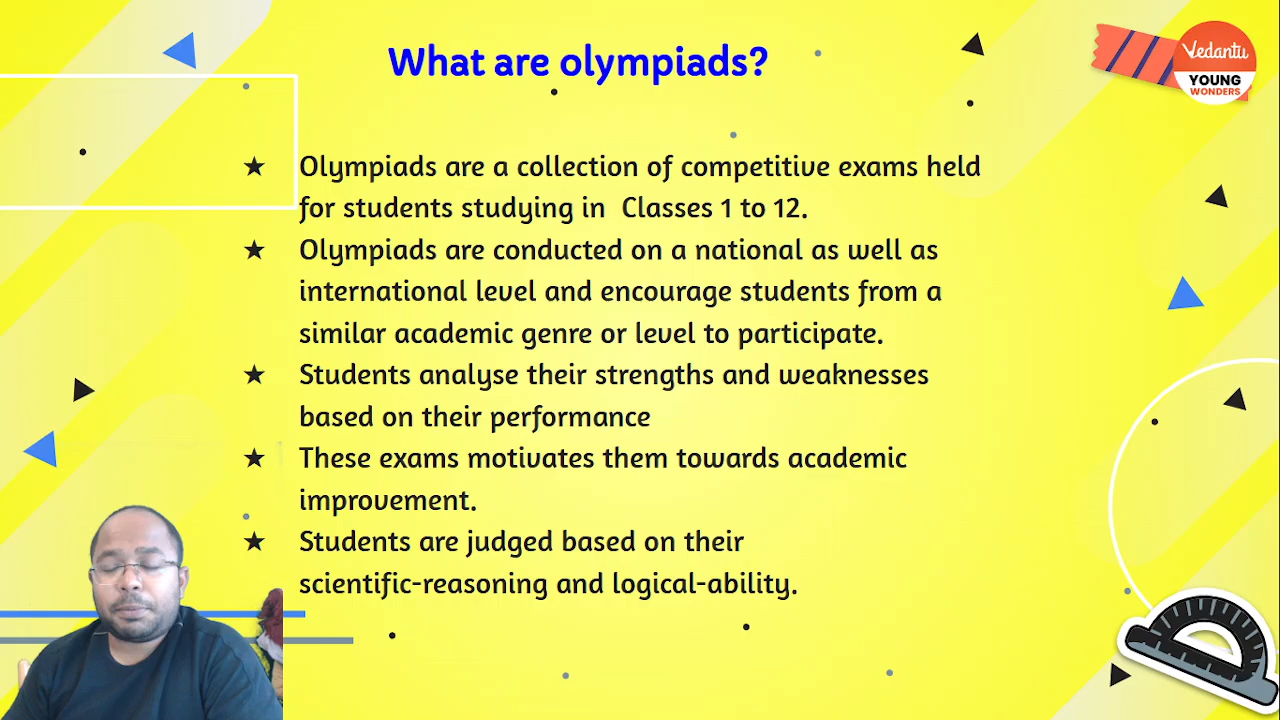 What are olympiads?
Vedantu
YOUNG
WONDERS
★ Olympiads are a collection of competitive exams held
for students studying in  Classes 1 to 12.
★ Olympiads are conducted on a national as well as
international level and encourage students from a
similar academic genre or level to participate.
★ Students analyse their strengths and weaknesses
based on their performance
★ These exams motivates them towards academic
improvement.
★ Students are judged based on their
scientific-reasoning and logical-ability.